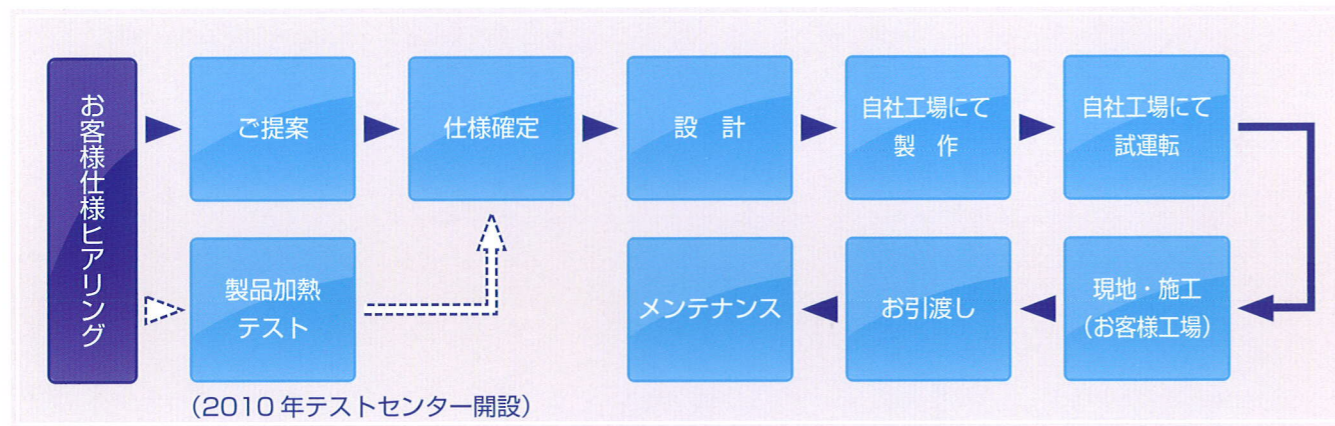 お客様仕様ヒアリング
ご提案
仕様確定
設　計
自社工場にて
製　作
自社工場にて
試運転
製品加熱
テスト
メンテナンス
お引渡し
現地・施工
（お客様工場）
（2010年テストセンター開設）